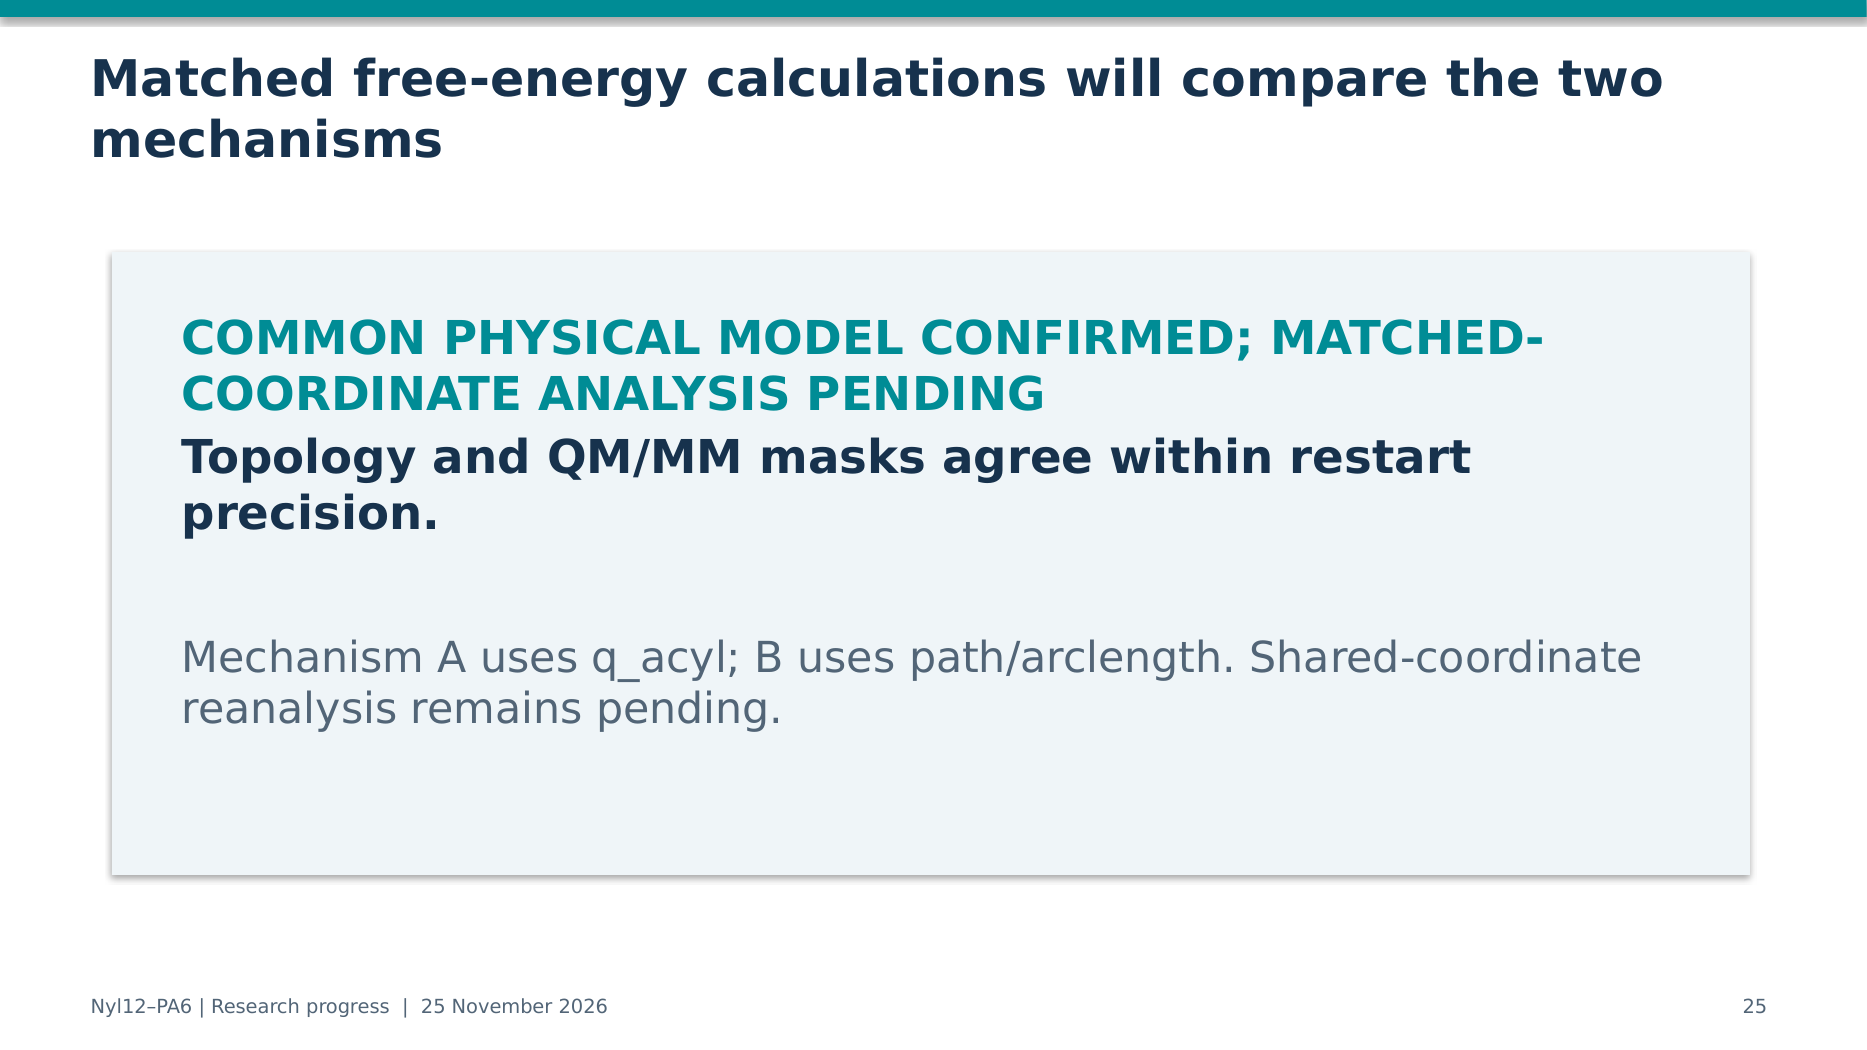 Matched free-energy calculations will compare the two
mechanisms
COMMON PHYSICAL MODEL CONFIRMED; MATCHED-
COORDINATE ANALYSIS PENDING
Topology and QM/MM masks agree within restart
precision.
Mechanism A uses q_acyl; B uses path/arclength. Shared-coordinate
reanalysis remains pending.
Nyl12–PA6 | Research progress | 25 November 2026
25